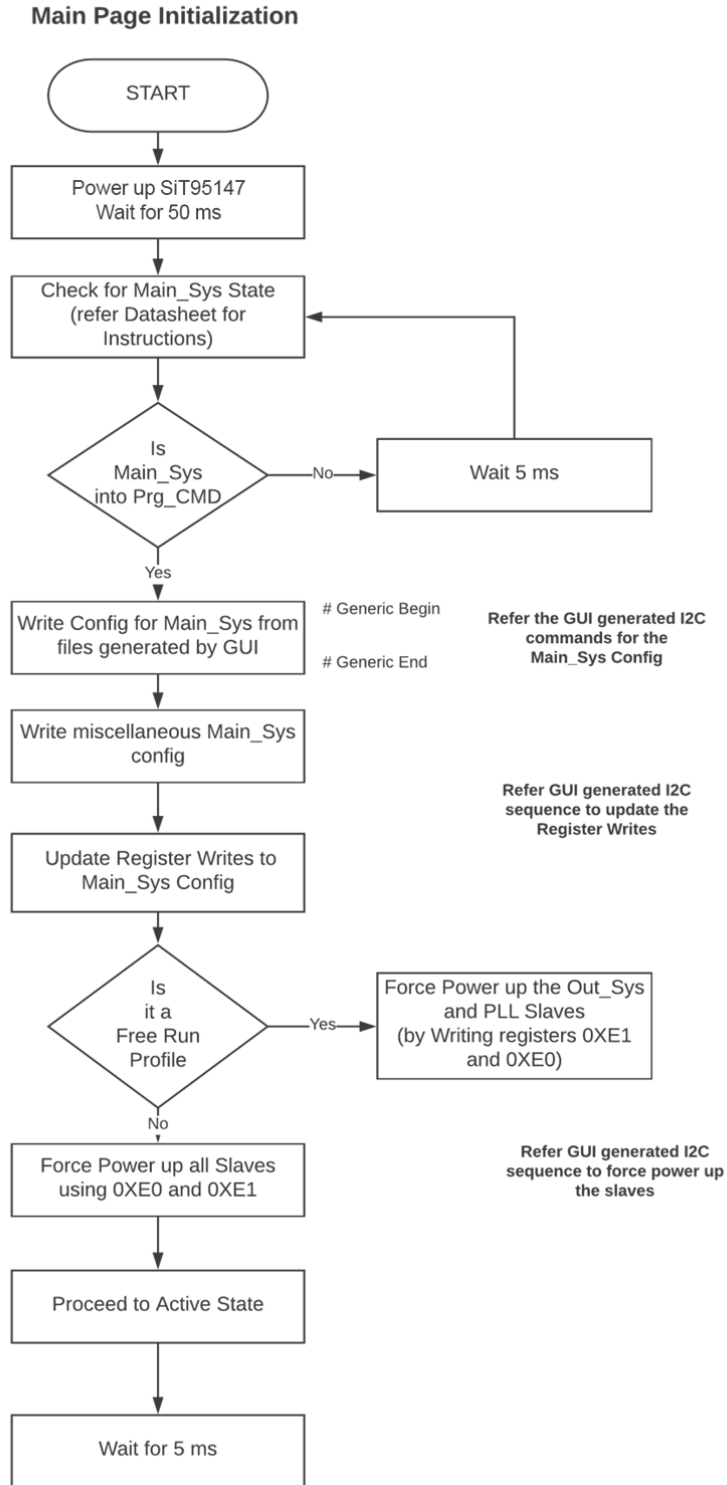 Main Page Initialization
START
Power up SiT95147
Wait for 50 ms
Check for Main_Sys State
(refer Datasheet for
Instructions)
Is
Main_Sys
into Prg_CMD
No
Wait 5 ms
Yes
Write Config for Main_Sys from
files generated by GUI
# Generic Begin
# Generic End
Refer the GUI generated I2C
commands for the
Main_Sys Config
Write miscellaneous Main_Sys
config
Refer GUI generated I2C
sequence to update the
Register Writes
Update Register Writes to
Main_Sys Config
Is
it a
Free Run
Profile
Yes
Force Power up the Out_Sys
and PLL Slaves
(by Writing registers 0XE1
and 0XE0)
No
Force Power up all Slaves
using 0XE0 and 0XE1
Refer GUI generated I2C
sequence to force power up
the slaves
Proceed to Active State
Wait for 5 ms